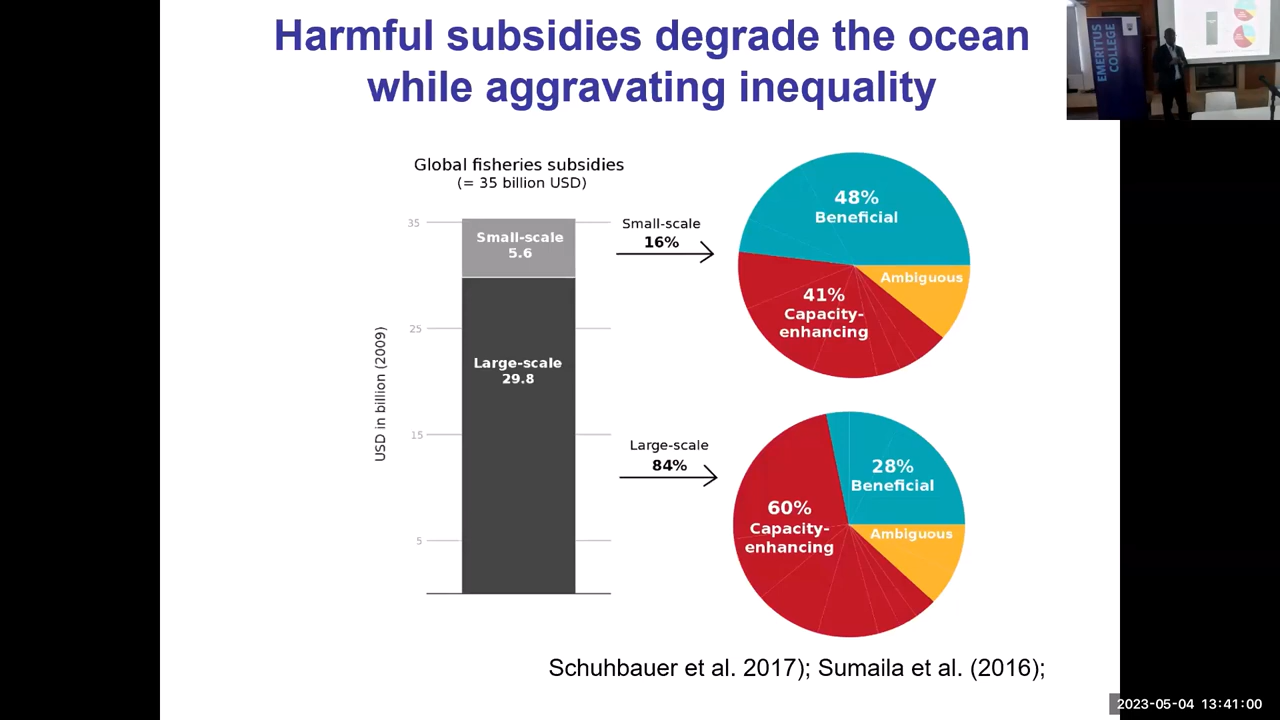 Harmful subsidies degrade the ocean
while aggravating inequality
EMERITUS
COLLEGE
Global fisheries subsidies
(= 35 billion USD)
USD in billion (2009)
35
25
15
5
Small-scale
5.6
Large-scale
29.8
Small-scale
16%
48%
Beneficial
Ambiguous
41%
Capacity-
enhancing
Large-scale
84%
28%
Beneficial
Ambiguous
60%
Capacity-
enhancing
Schuhbauer et al. 2017); Sumaila et al. (2016);
2023-05-04 13:41:00